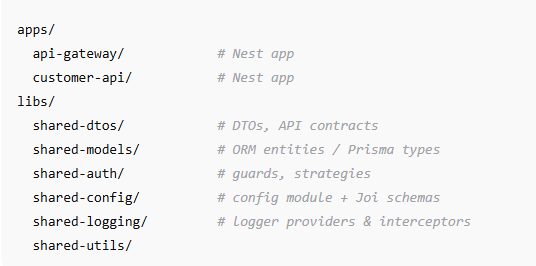 apps/
  api-gateway/            # Nest app
  customer-api/           # Nest app
libs/
  shared-dtos/            # DTOs, API contracts
  shared-models/          # ORM entities / Prisma types
  shared-auth/            # guards, strategies
  shared-config/          # config module + Joi schemas
  shared-logging/         # Logger providers & interceptors
  shared-utils/